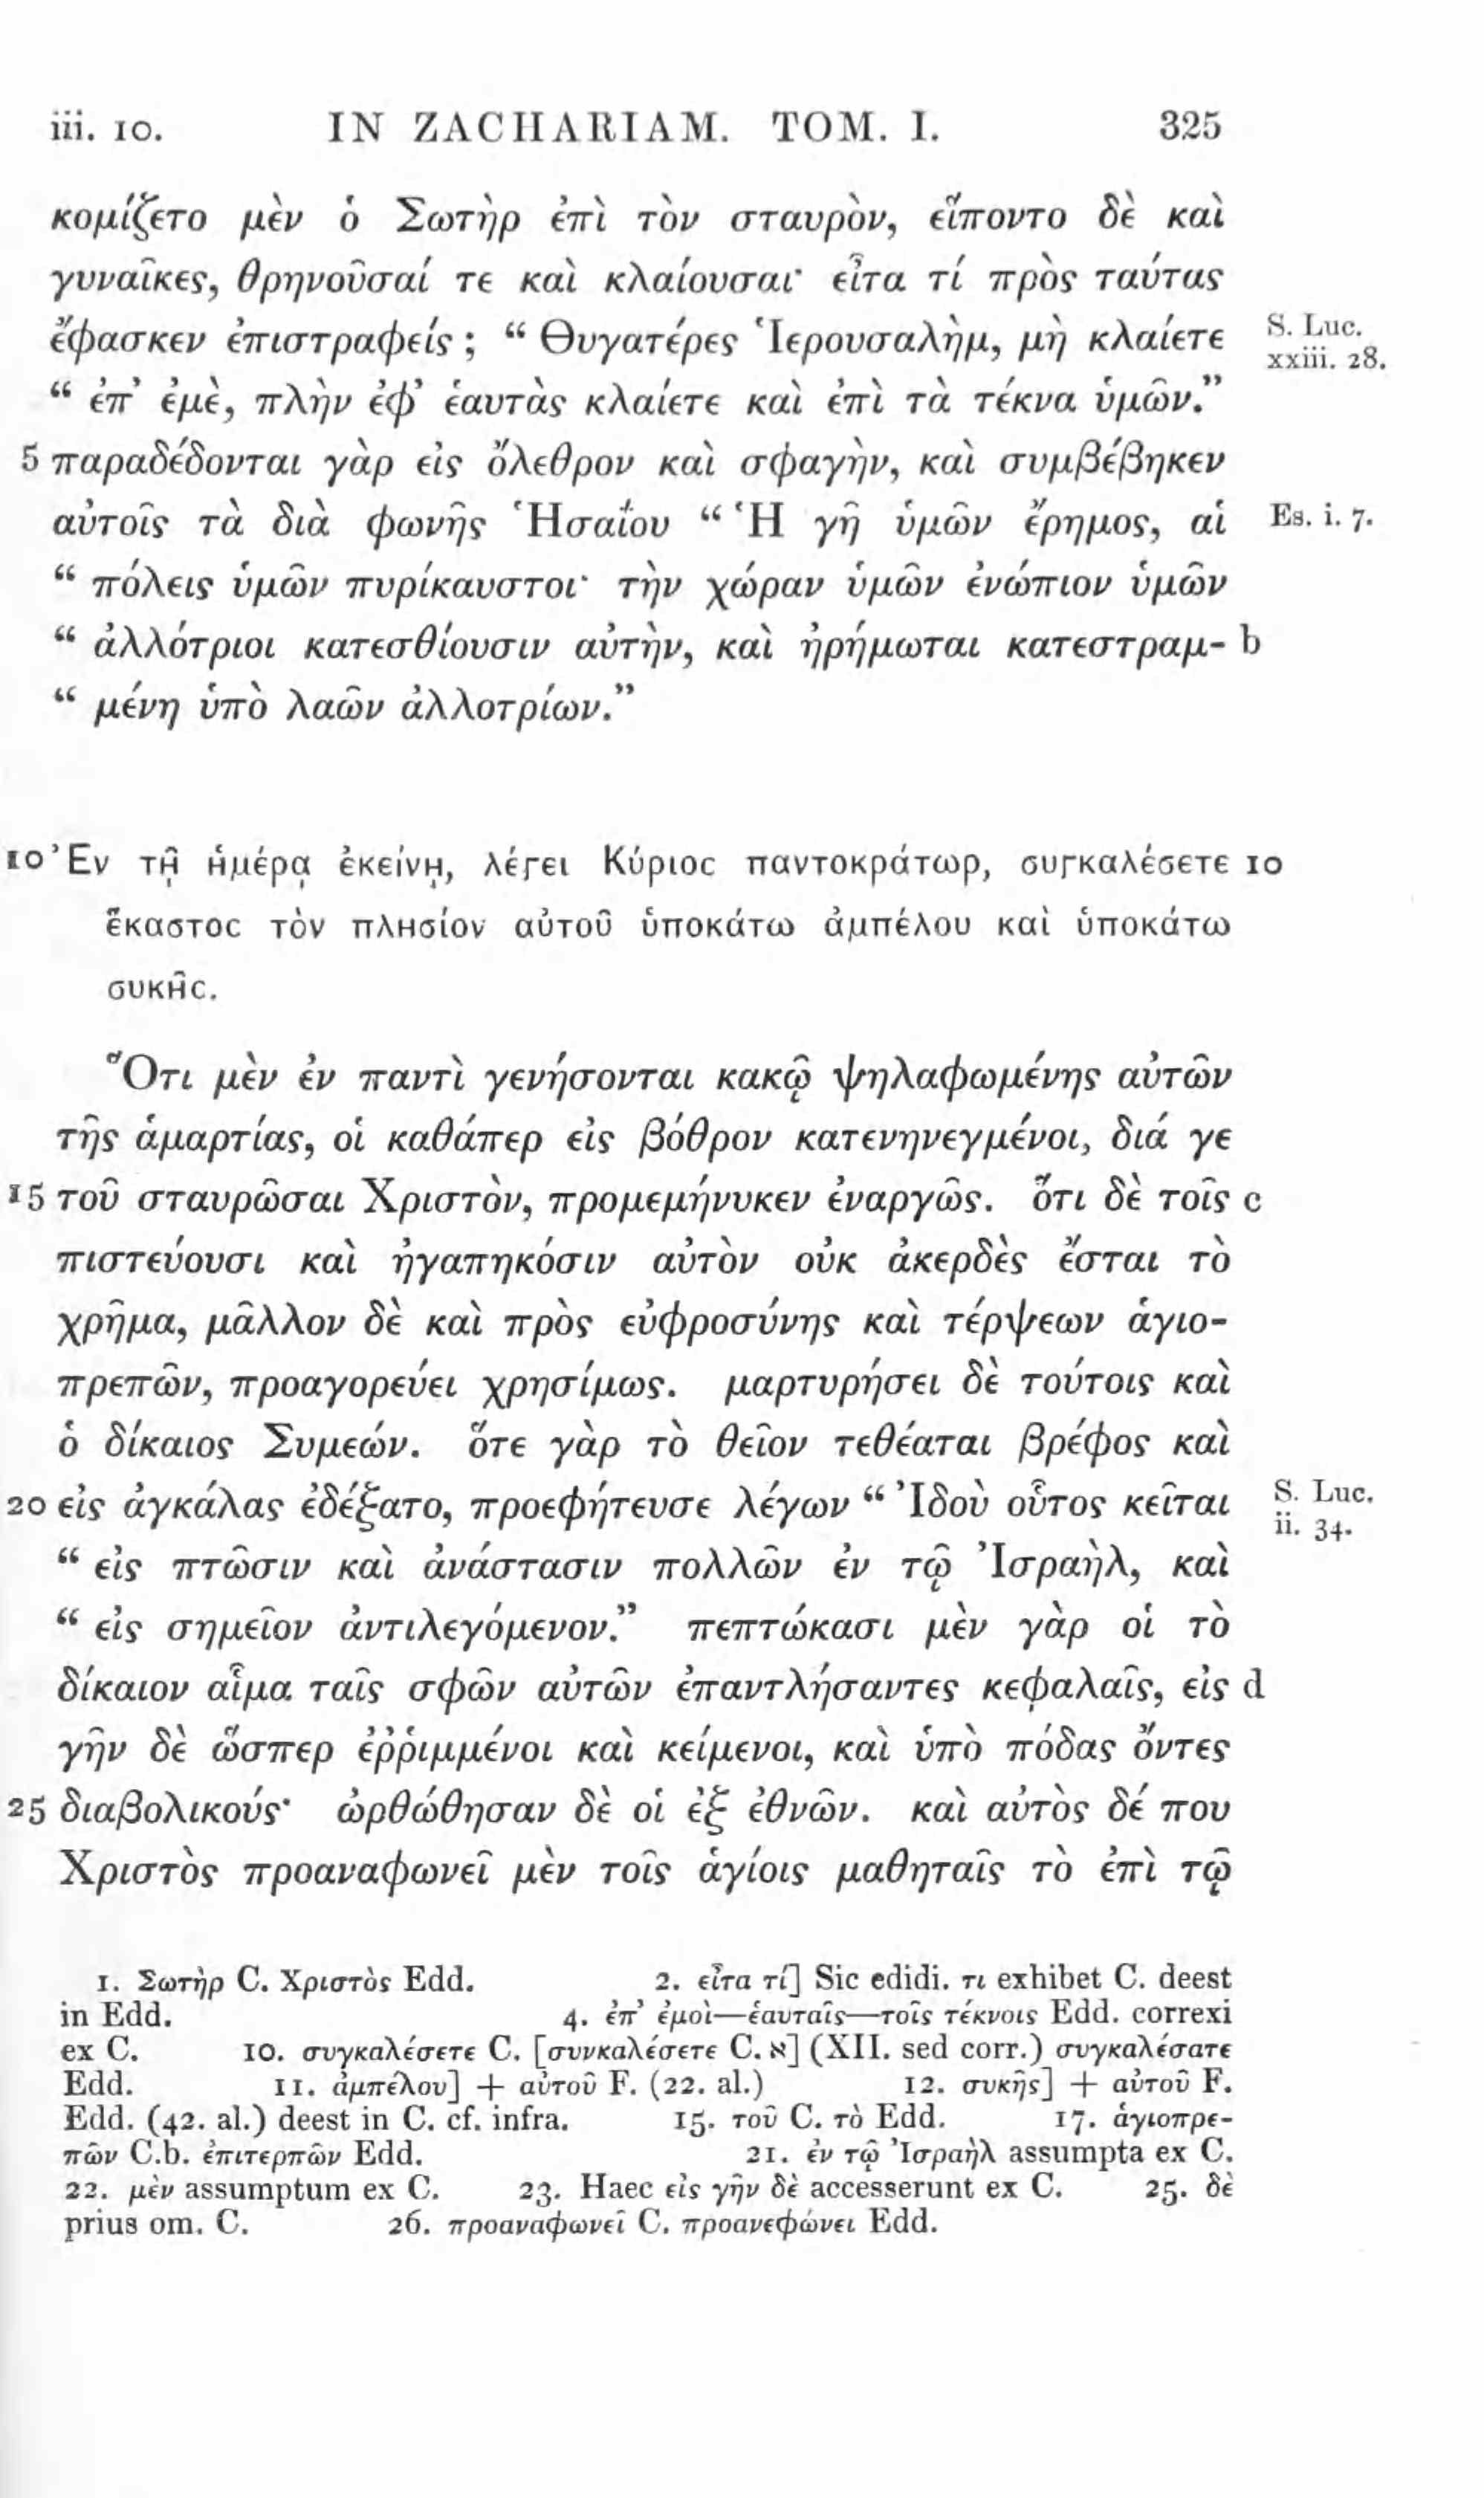 iii. 10. IN ZACHARIAM. TOM. I. 325
κομίζετο μὲν ὁ Σωτὴρ ἐπὶ τὸν σταυρὸν, εἵποντο δὲ καὶ
γυναῖκες, θρηνοῦσαί τε καὶ κλαίουσαι· εἶτα τί πρὸς ταύτας
ἔφασκεν ἐπιστραφείς ; “ Θυγατέρες Ἱερουσαλὴμ, μὴ κλαίετε S. Luc. xxiii. 28.
“ ἐπ’ ἐμὲ, πλὴν ἐφ’ ἑαυτὰς κλαίετε καὶ ἐπὶ τὰ τέκνα ὑμῶν.”
5 παραδέδονται γὰρ εἰς ὄλεθρον καὶ σφαγὴν, καὶ συμβέβηκεν
αὐτοῖς τὰ διὰ φωνῆς Ἡσαΐου “ Ἡ γῆ ὑμῶν ἔρημος, αἱ Es. i. 7.
“ πόλεις ὑμῶν πυρίκαυστοι· τὴν χώραν ὑμῶν ἐνώπιον ὑμῶν
“ ἀλλότριοι κατεσθίουσιν αὐτὴν, καὶ ἠρήμωται κατεστραμ- b
“ μένη ὑπὸ λαῶν ἀλλοτρίων.”
10 Ἐν τῇ ἡμέρᾳ ἐκείνῃ, λέγει Κύριος παντοκράτωρ, συγκαλέσετε 10
ἕκαστος τὸν πλησίον αὐτοῦ ὑποκάτω ἀμπέλου καὶ ὑποκάτω
συκῆς.
Ὅτι μὲν ἐν παντὶ γενήσονται κακῷ ψηλαφωμένης αὐτῶν
τῆς ἁμαρτίας, οἱ καθάπερ εἰς βόθρον κατενηνεγμένοι, διά γε
15 τοῦ σταυρῶσαι Χριστὸν, προμεμήνυκεν ἐναργῶς. ὅτι δὲ τοῖς c
πιστεύουσι καὶ ἠγαπηκόσιν αὐτὸν οὐκ ἀκερδὲς ἔσται τὸ
χρῆμα, μᾶλλον δὲ καὶ πρὸς εὐφροσύνης καὶ τέρψεων ἁγιο-
πρεπῶν, προαγορεύει χρησίμως. μαρτυρήσει δὲ τούτοις καὶ
ὁ δίκαιος Συμεών. ὅτε γὰρ τὸ θεῖον τεθέαται βρέφος καὶ
20 εἰς ἀγκάλας ἐδέξατο, προεφήτευσε λέγων “ Ἰδοὺ οὗτος κεῖται S. Luc. ii. 34.
“ εἰς πτῶσιν καὶ ἀνάστασιν πολλῶν ἐν τῷ Ἰσραὴλ, καὶ
“ εἰς σημεῖον ἀντιλεγόμενον.” πεπτώκασι μὲν γὰρ οἱ τὸ
δίκαιον αἷμα ταῖς σφῶν αὐτῶν ἐπαντλήσαντες κεφαλαῖς, εἰς d
γῆν δὲ ὥσπερ ἐῤῥιμμένοι καὶ κείμενοι, καὶ ὑπὸ πόδας ὄντες
25 διαβολικούς· ὠρθώθησαν δὲ οἱ ἐξ ἐθνῶν. καὶ αὐτὸς δέ που
Χριστὸς προαναφωνεῖ μὲν τοῖς ἁγίοις μαθηταῖς τὸ ἐπὶ τῷ
1. Σωτὴρ C. Χριστὸς Edd. 2. εἶτα τί] Sic edidi. τι exhibet C. deest
in Edd. 4. ἐπ’ ἐμοὶ—ἑαυταῖς—τοῖς τέκνοις Edd. correxi
ex C. 10. συγκαλέσετε C. [συνκαλέσετε C. א] (XII. sed corr.) συγκαλέσατε
Edd. 11. ἀμπέλου] + αὐτοῦ F. (22. al.) 12. συκῆς] + αὐτοῦ F.
Edd. (42. al.) deest in C. cf. infra. 15. τοῦ C. τὸ Edd. 17. ἁγιοπρε-
πῶν C.b. ἐπιτερπῶν Edd. 21. ἐν τῷ Ἰσραὴλ assumpta ex C.
22. μὲν assumptum ex C. 23. Haec εἰς γῆν δὲ accesserunt ex C. 25. δὲ
prius om. C. 26. προαναφωνεῖ C. προανεφώνει Edd.